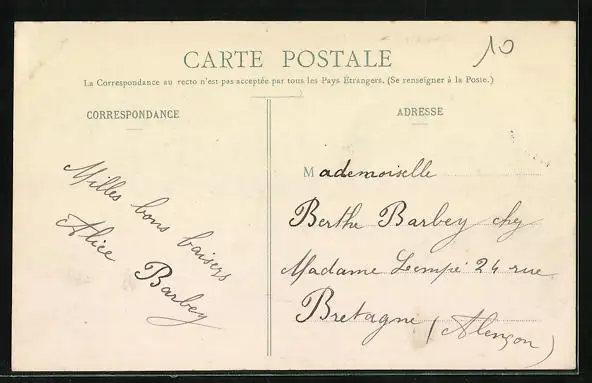 10
CARTE POSTALE
La Correspondance au recto n'est pas acceptée par tous les Pays Étrangers. (Se renseigner à la Poste.)
CORRESPONDANCE
Milles bons baisers
Alice Barbey
ADRESSE
Mademoiselle
Berthe Barbey chez
Madame Lempé 24 rue
Bretagne (Alençon)